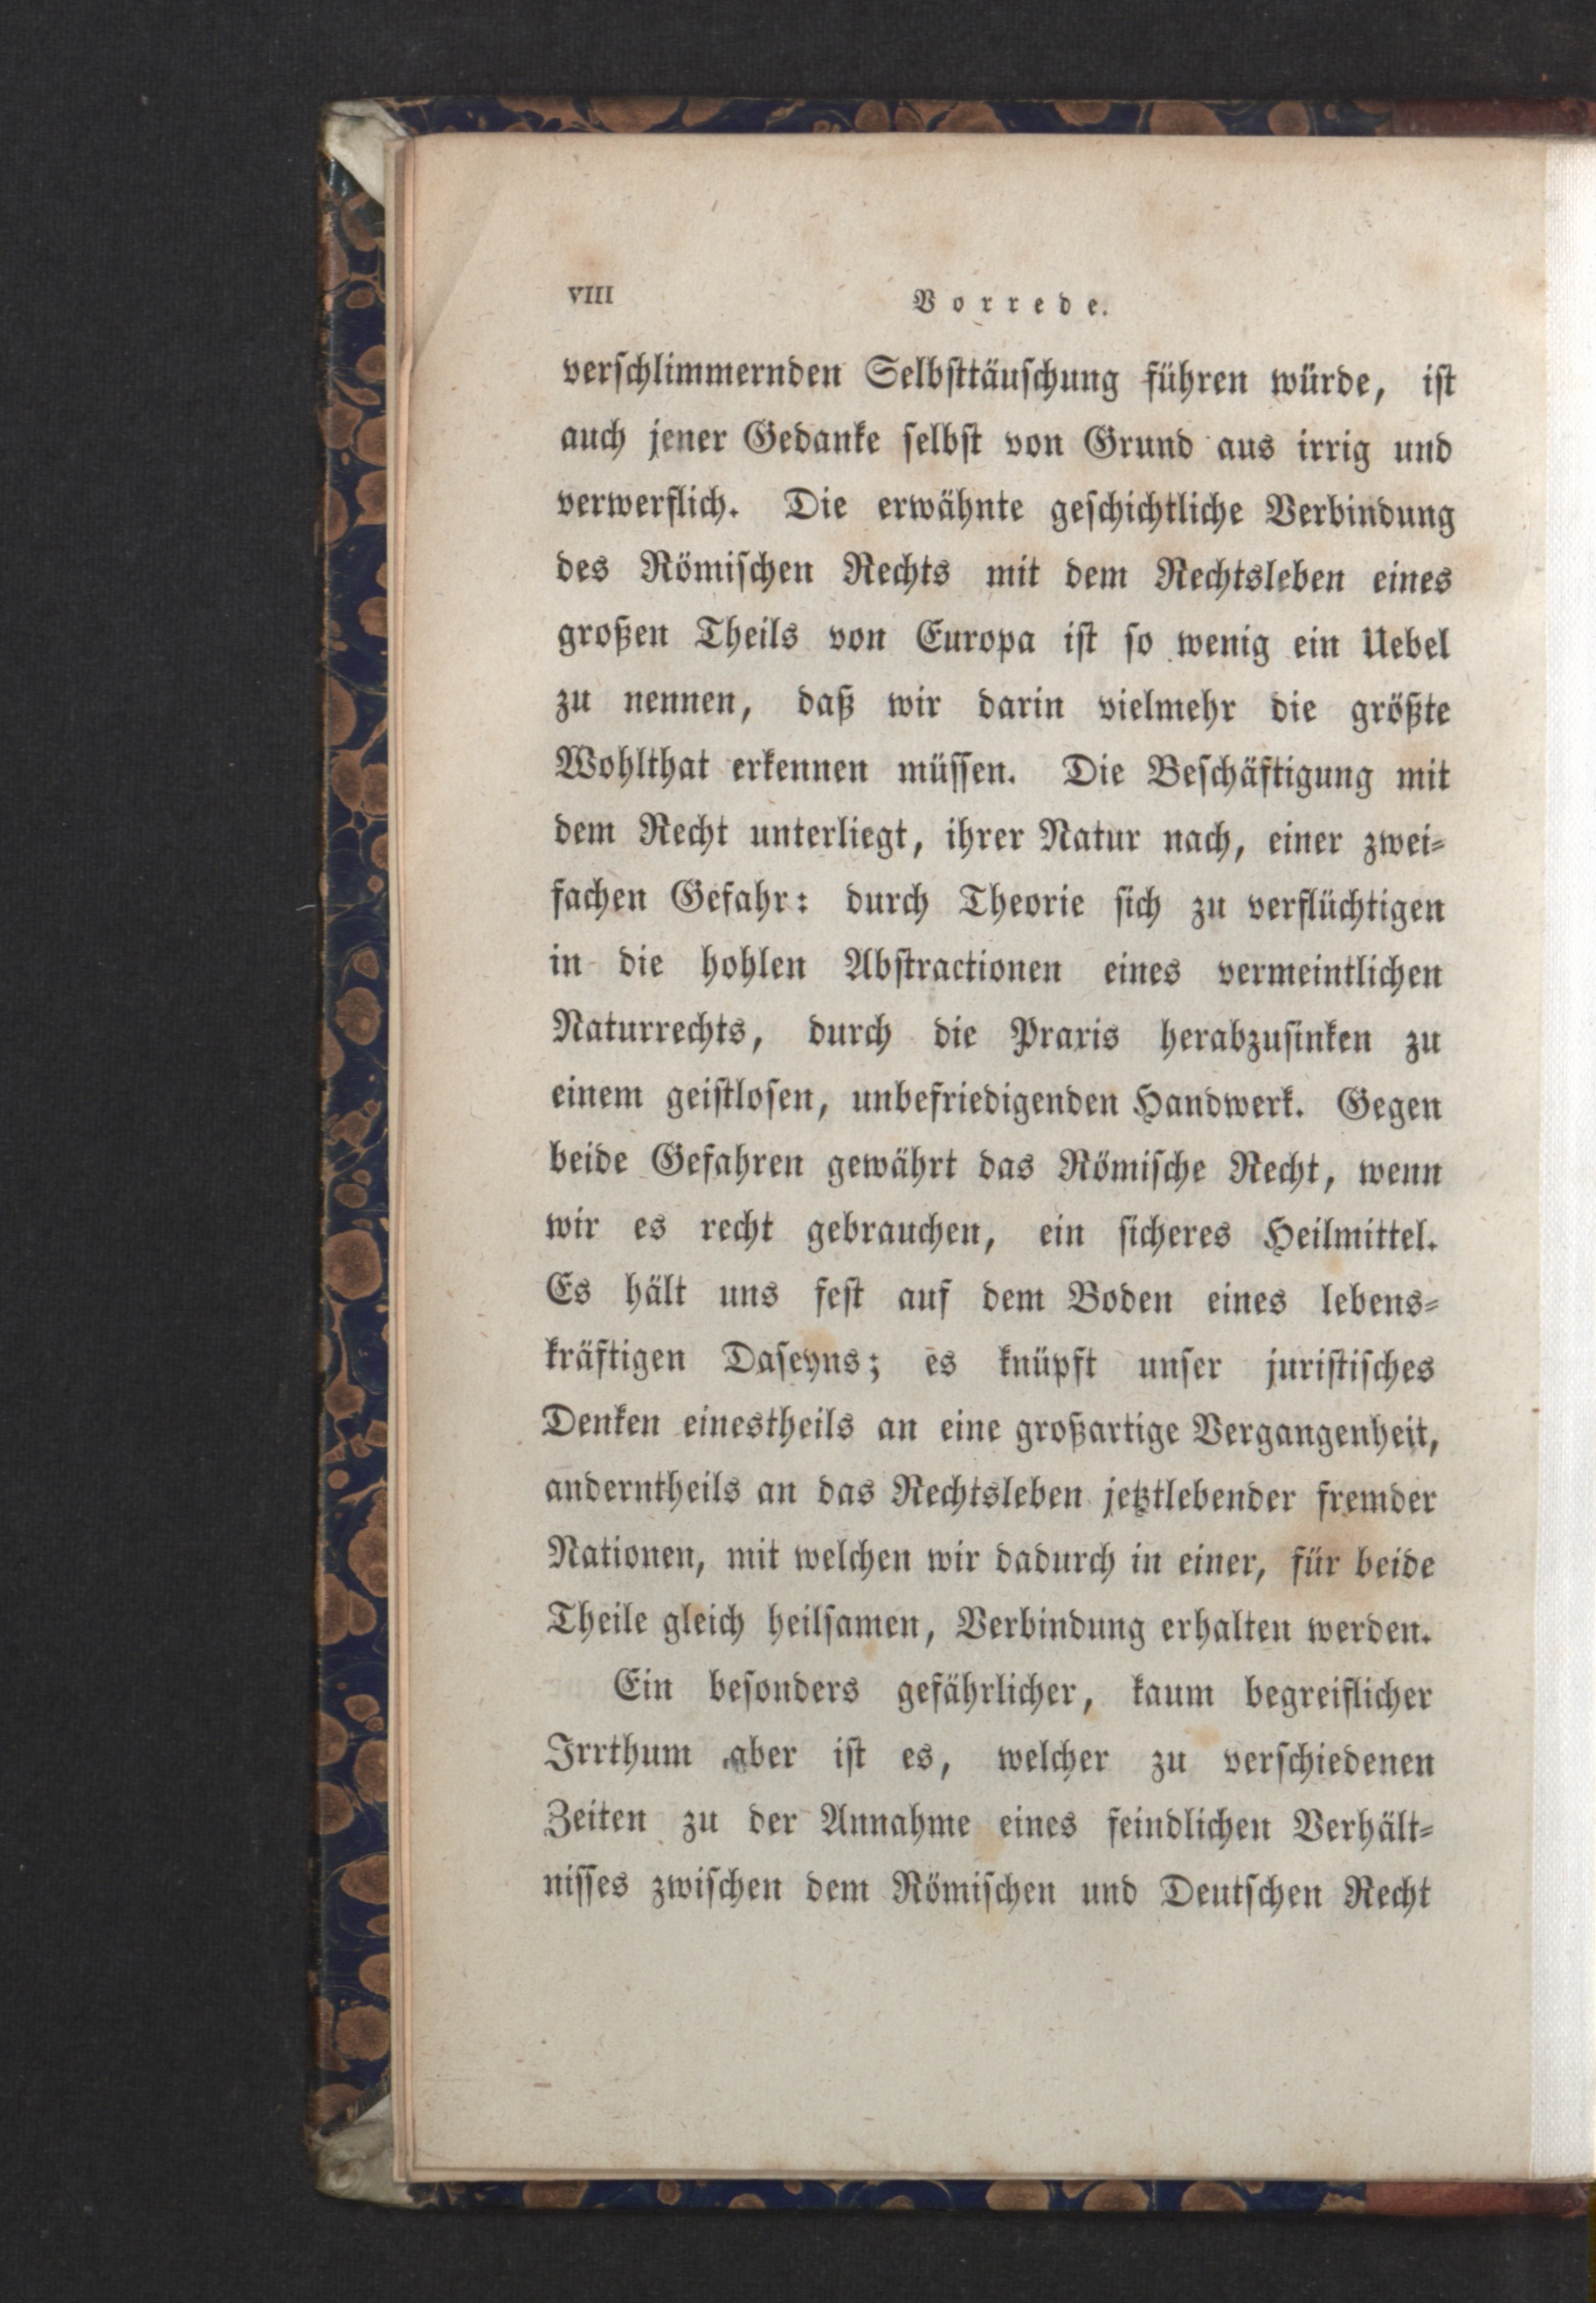 VIII
Vorrede.
verschlimmernden Selbsttäuschung führen würde, ist
auch jener Gedanke selbst von Grund aus irrig und
verwerflich. Die erwähnte geschichtliche Verbindung
des Römischen Rechts mit dem Rechtsleben eines
großen Theils von Europa ist so wenig ein Uebel
zu nennen, daß wir darin vielmehr die größte
Wohlthat erkennen müssen. Die Beschäftigung mit
dem Recht unterliegt, ihrer Natur nach, einer zwei-
fachen Gefahr: durch Theorie sich zu verflüchtigen
in die hohlen Abstractionen eines vermeintlichen
Naturrechts, durch die Praxis herabzusinken zu
einem geistlosen, unbefriedigenden Handwerk. Gegen
beide Gefahren gewährt das Römische Recht, wenn
wir es recht gebrauchen, ein sicheres Heilmittel.
Es hält uns fest auf dem Boden eines lebens-
kräftigen Daseyns; es knüpft unser juristisches
Denken einestheils an eine großartige Vergangenheit,
anderntheils an das Rechtsleben jetztlebender fremder
Nationen, mit welchen wir dadurch in einer, für beide
Theile gleich heilsamen, Verbindung erhalten werden.
Ein besonders gefährlicher, kaum begreiflicher
Irrthum aber ist es, welcher zu verschiedenen
Zeiten zu der Annahme eines feindlichen Verhält-
nisses zwischen dem Römischen und Deutschen Recht